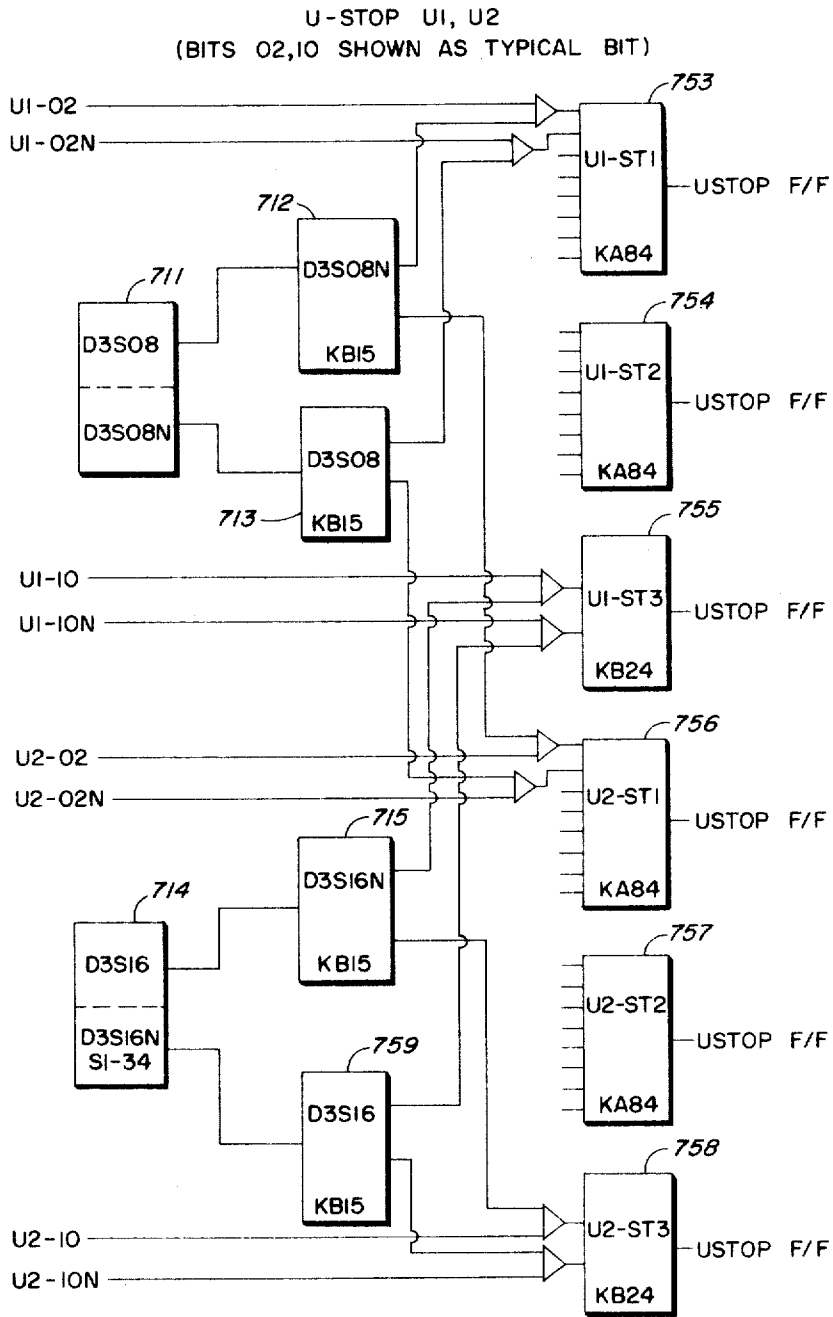 U-STOP U1, U2
(BITS 02,10 SHOWN AS TYPICAL BIT)
753
U1-02
U1-02N
U1-ST1
USTOP F/F
KA84
712
D3S08N
KB15
711
D3S08
D3S08N
754
U1-ST2
USTOP F/F
KA84
D3S08
713
KB15
755
U1-10
U1-10N
U1-ST3
USTOP F/F
KB24
756
U2-02
U2-02N
U2-ST1
USTOP F/F
KA84
715
D3S16N
KB15
714
D3S16
D3S16N
S1-34
757
U2-ST2
USTOP F/F
KA84
759
D3S16
KB15
758
U2-10
U2-10N
U2-ST3
USTOP F/F
KB24